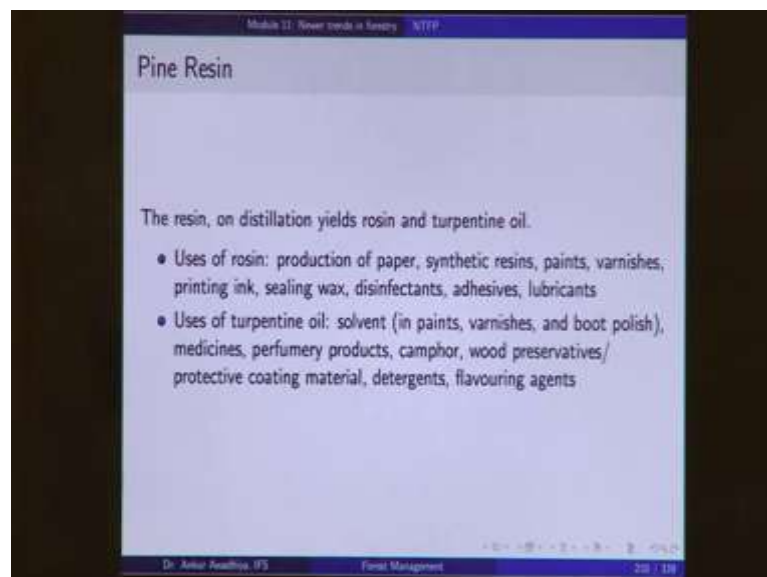 Module 11: Newer trends in forestry NTFP
Pine Resin
The resin, on distillation yields rosin and turpentine oil.
• Uses of rosin: production of paper, synthetic resins, paints, varnishes,
printing ink, sealing wax, disinfectants, adhesives, lubricants
• Uses of turpentine oil: solvent (in paints, varnishes, and boot polish),
medicines, perfumery products, camphor, wood preservatives/
protective coating material, detergents, flavouring agents
Dr. Ankur Awadhiya, IFS Forest Management